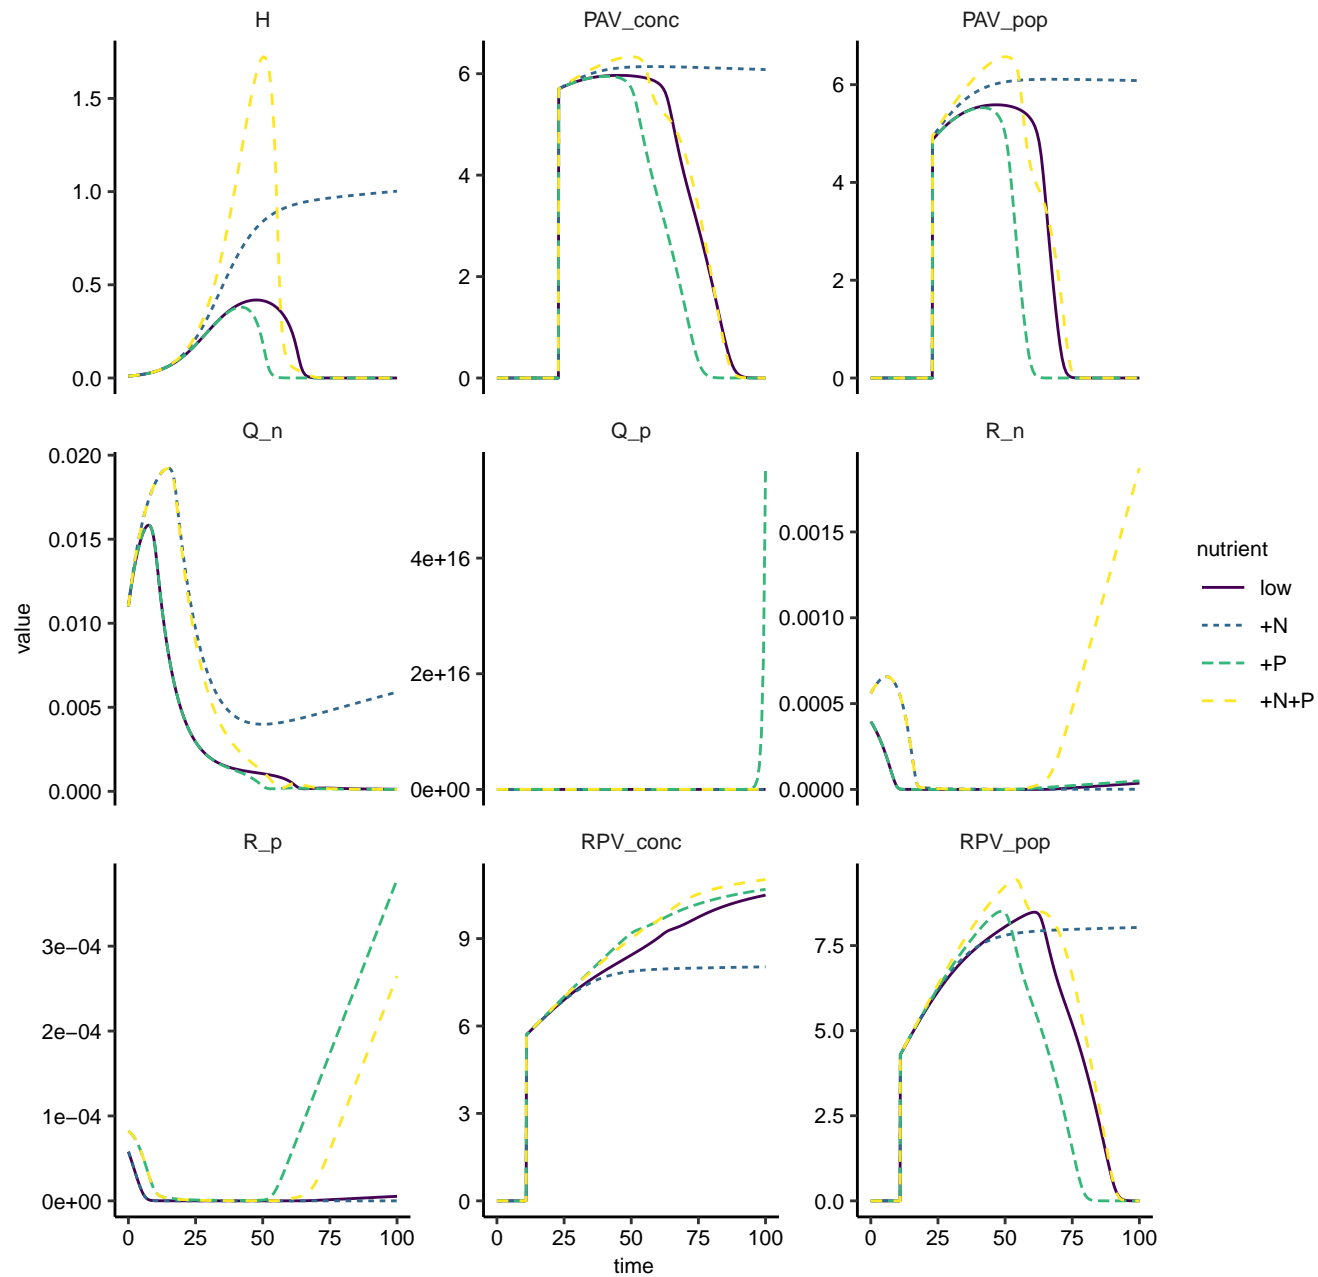 H
PAV_conc
PAV_pop
1.5
1.0
0.5
0.0
6
4
2
0
6
4
2
0
Q_n
Q_p
R_n
0.020
0.015
0.010
0.005
0.000
4e+16
2e+16
0e+00
0.0015
0.0010
0.0005
0.0000
R_p
RPV_conc
RPV_pop
3e−04
2e−04
1e−04
0e+00
9
6
3
0
7.5
5.0
2.5
0.0
0 25 50 75 100
0 25 50 75 100
0 25 50 75 100
time
value
nutrient
low
+N
+P
+N+P